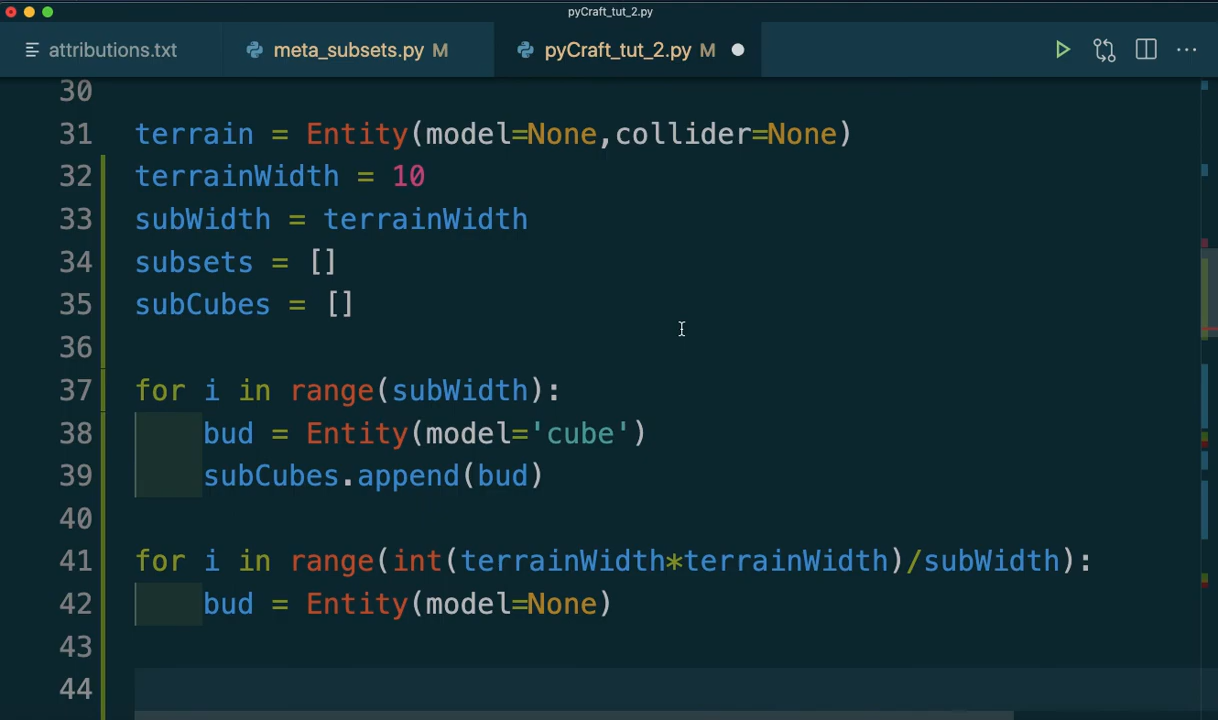 pyCraft_tut_2.py
attributions.txt meta_subsets.py M pyCraft_tut_2.py M
30
31 terrain = Entity(model=None,collider=None)
32 terrainWidth = 10
33 subWidth = terrainWidth
34 subsets = []
35 subCubes = []
36
37 for i in range(subWidth):
38     bud = Entity(model='cube')
39     subCubes.append(bud)
40
41 for i in range(int(terrainWidth*terrainWidth)/subWidth):
42     bud = Entity(model=None)
43
44